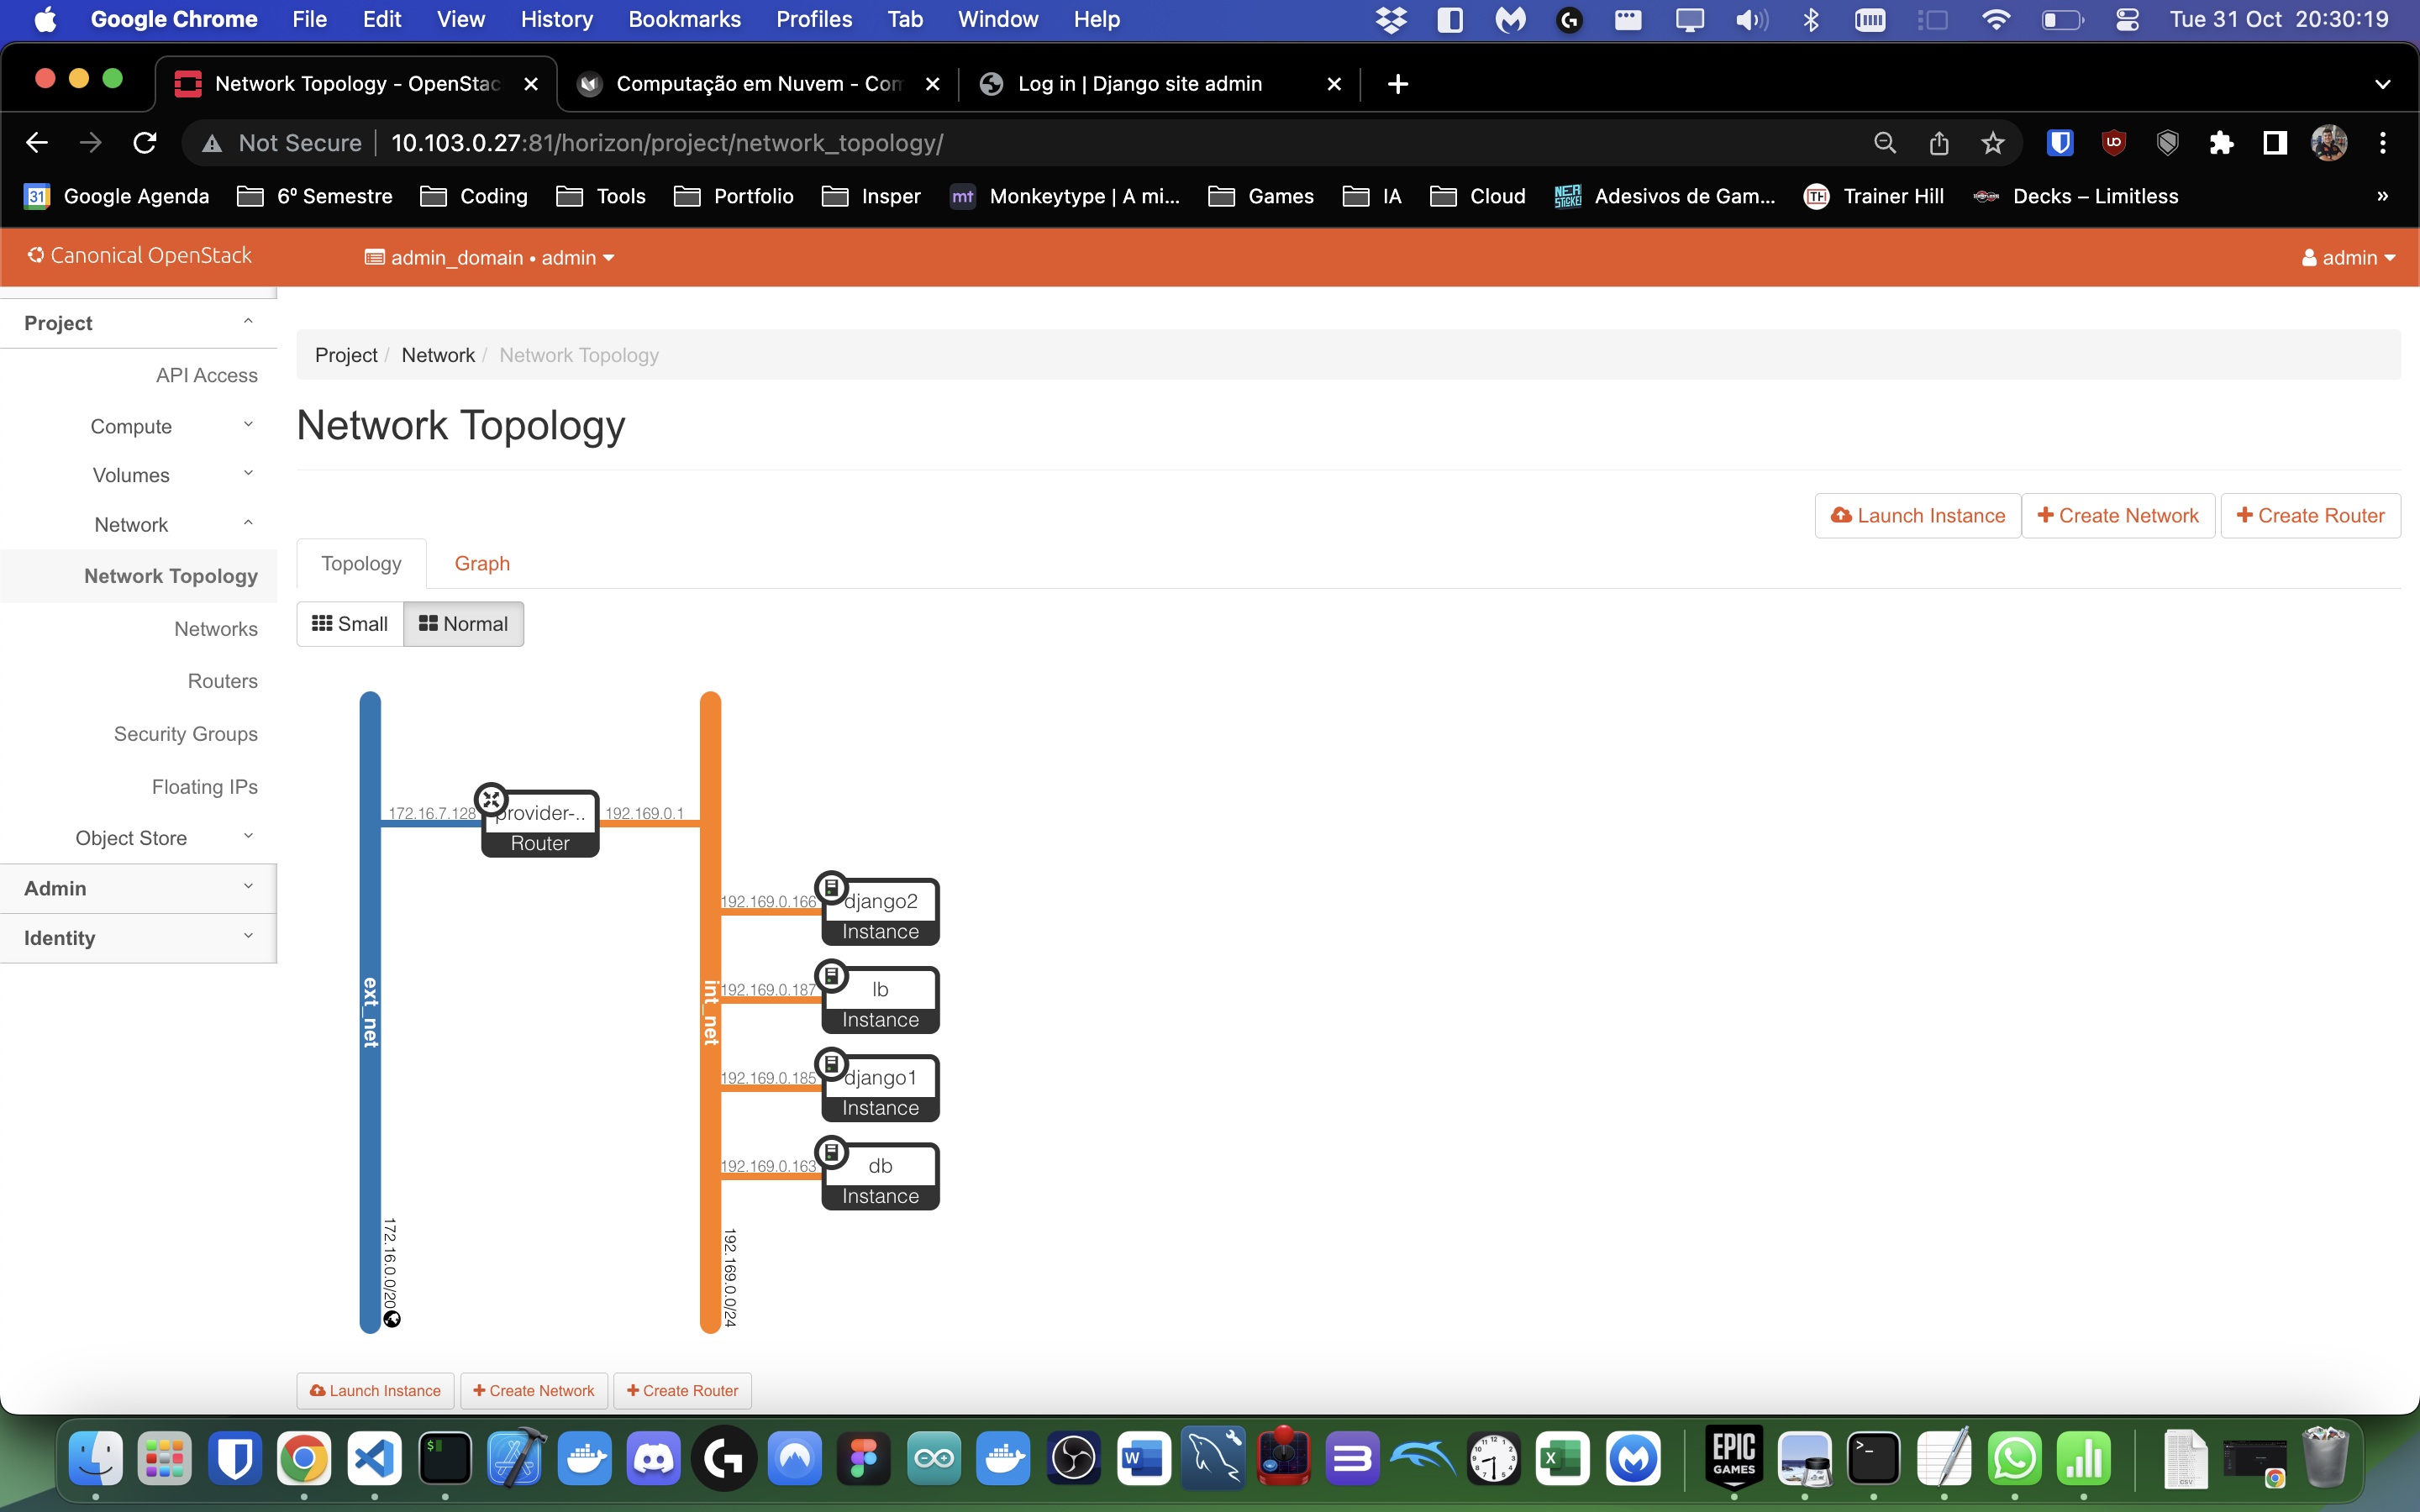 Google Chrome File Edit View History Bookmarks Profiles Tab Window Help Tue 31 Oct 20:30:19
Network Topology - OpenStac Computação em Nuvem - Con Log in | Django site admin
Not Secure 10.103.0.27:81/horizon/project/network_topology/
31 Google Agenda 6º Semestre Coding Tools Portfolio Insper mt Monkeytype | A mi... Games IA Cloud Adesivos de Gam... TH Trainer Hill Decks – Limitless »
Canonical OpenStack admin_domain • admin admin
Project
API Access
Compute
Volumes
Network
Network Topology
Networks
Routers
Security Groups
Floating IPs
Object Store
Admin
Identity
Project / Network / Network Topology
Network Topology
Launch Instance Create Network Create Router
Topology Graph
Small Normal
172.16.7.128 provider-.. 192.169.0.1
Router
192.169.0.166 django2
Instance
192.169.0.187 lb
Instance
192.169.0.185 django1
Instance
192.169.0.163 db
Instance
ext_net
172.16.0.0/20
int_net
192.169.0.0/24
Launch Instance Create Network Create Router
EPIC
GAMES